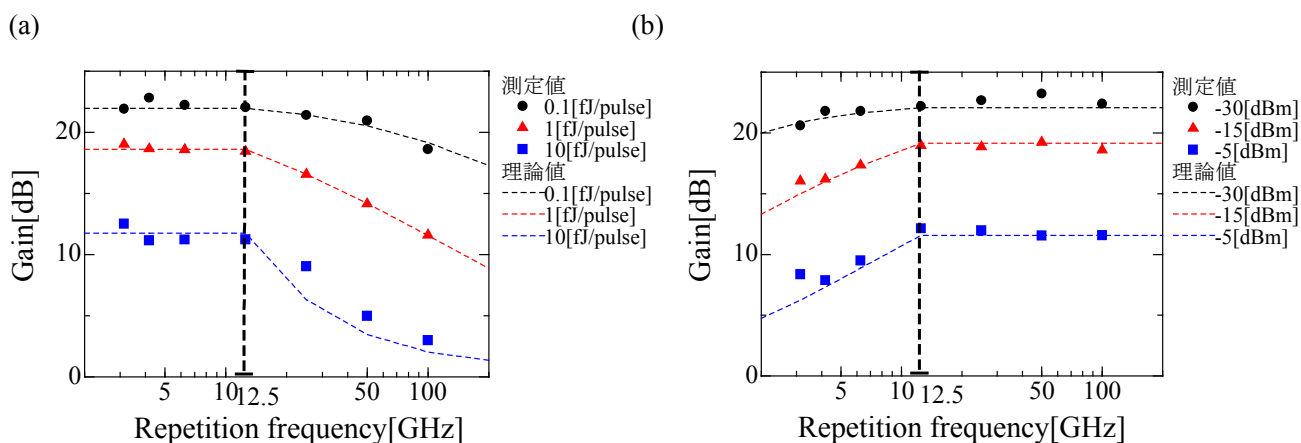 (a)
20
10
0
Gain[dB]
5
10
12.5
50
100
Repetition frequency[GHz]
測定値
0.1[fJ/pulse]
1[fJ/pulse]
10[fJ/pulse]
理論値
0.1[fJ/pulse]
1[fJ/pulse]
10[fJ/pulse]
(b)
20
10
0
Gain[dB]
5
10
12.5
50
100
Repetition frequency[GHz]
測定値
-30[dBm]
-15[dBm]
-5[dBm]
理論値
-30[dBm]
-15[dBm]
-5[dBm]